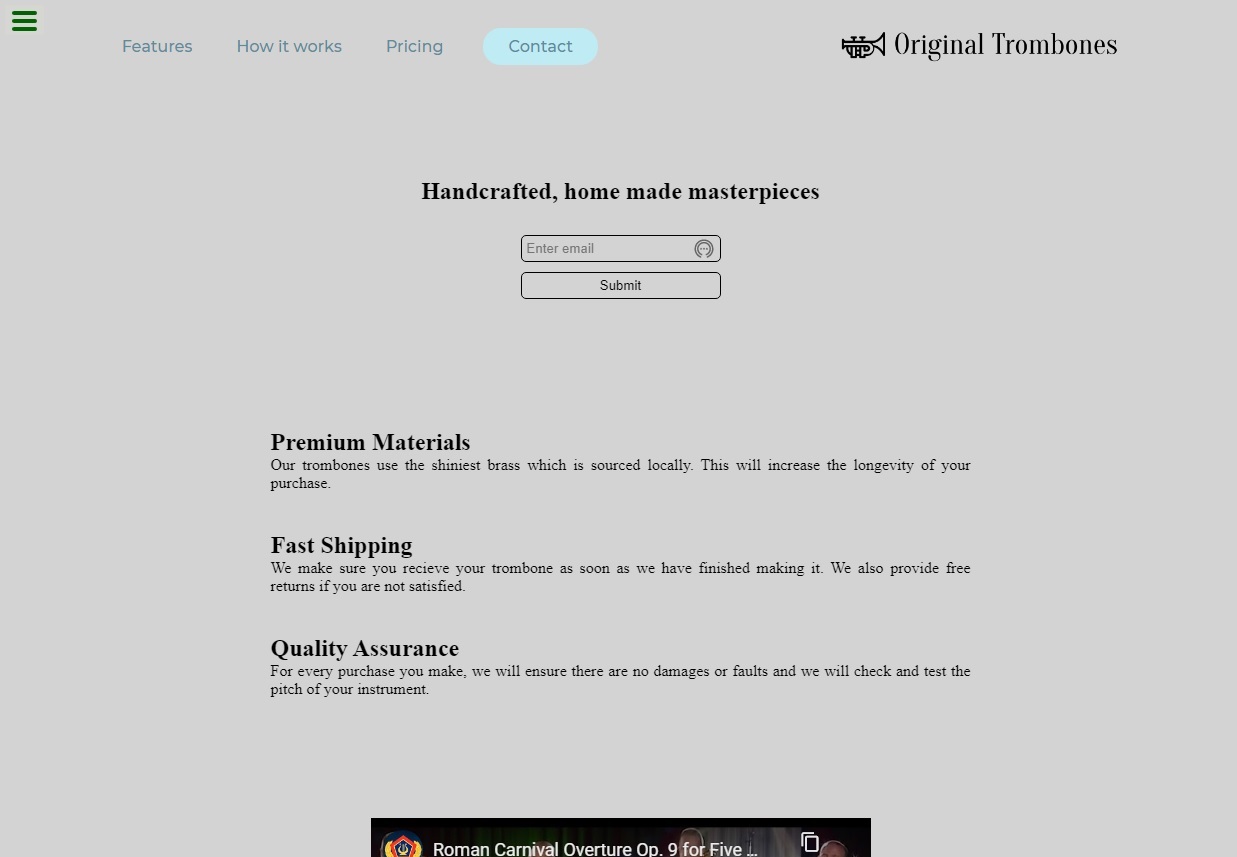 Features How it works Pricing Contact Original Trombones
Handcrafted, home made masterpieces
Enter email
Submit
Premium Materials
Our trombones use the shiniest brass which is sourced locally. This will increase the longevity of your
purchase.
Fast Shipping
We make sure you recieve your trombone as soon as we have finished making it. We also provide free
returns if you are not satisfied.
Quality Assurance
For every purchase you make, we will ensure there are no damages or faults and we will check and test the
pitch of your instrument.
Roman Carnival Overture Op. 9 for Five ...